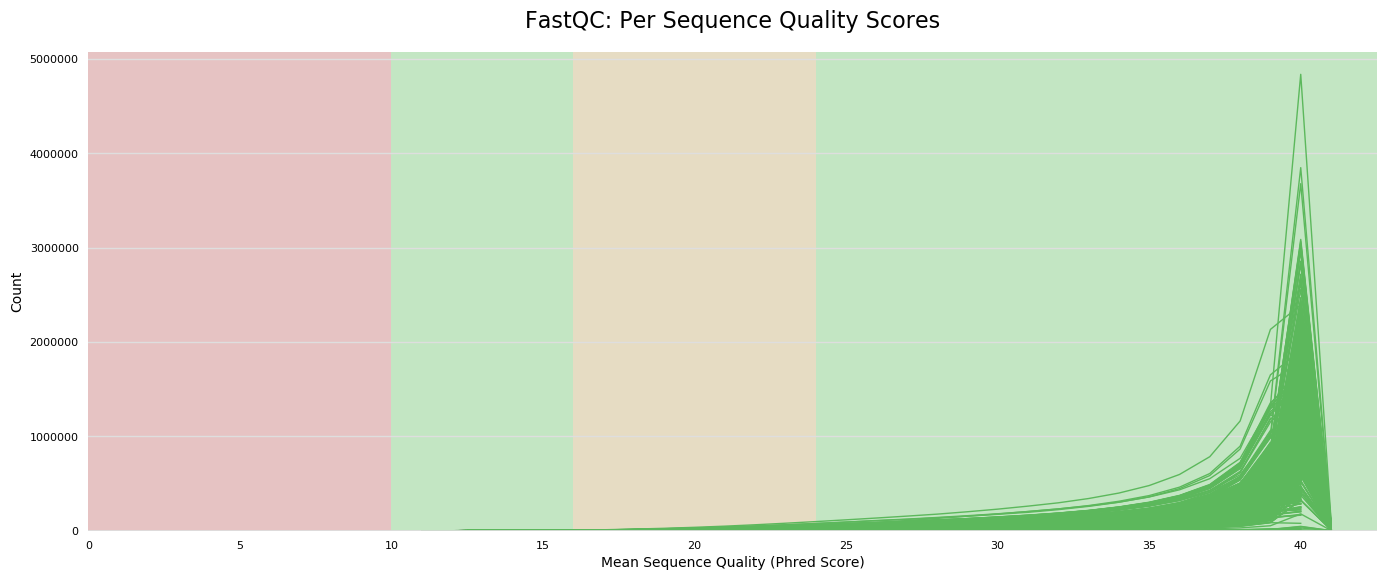 FastQC: Per Sequence Quality Scores
5000000
4000000
3000000
2000000
1000000
0
Count
0 5 10 15 20 25 30 35 40
Mean Sequence Quality (Phred Score)